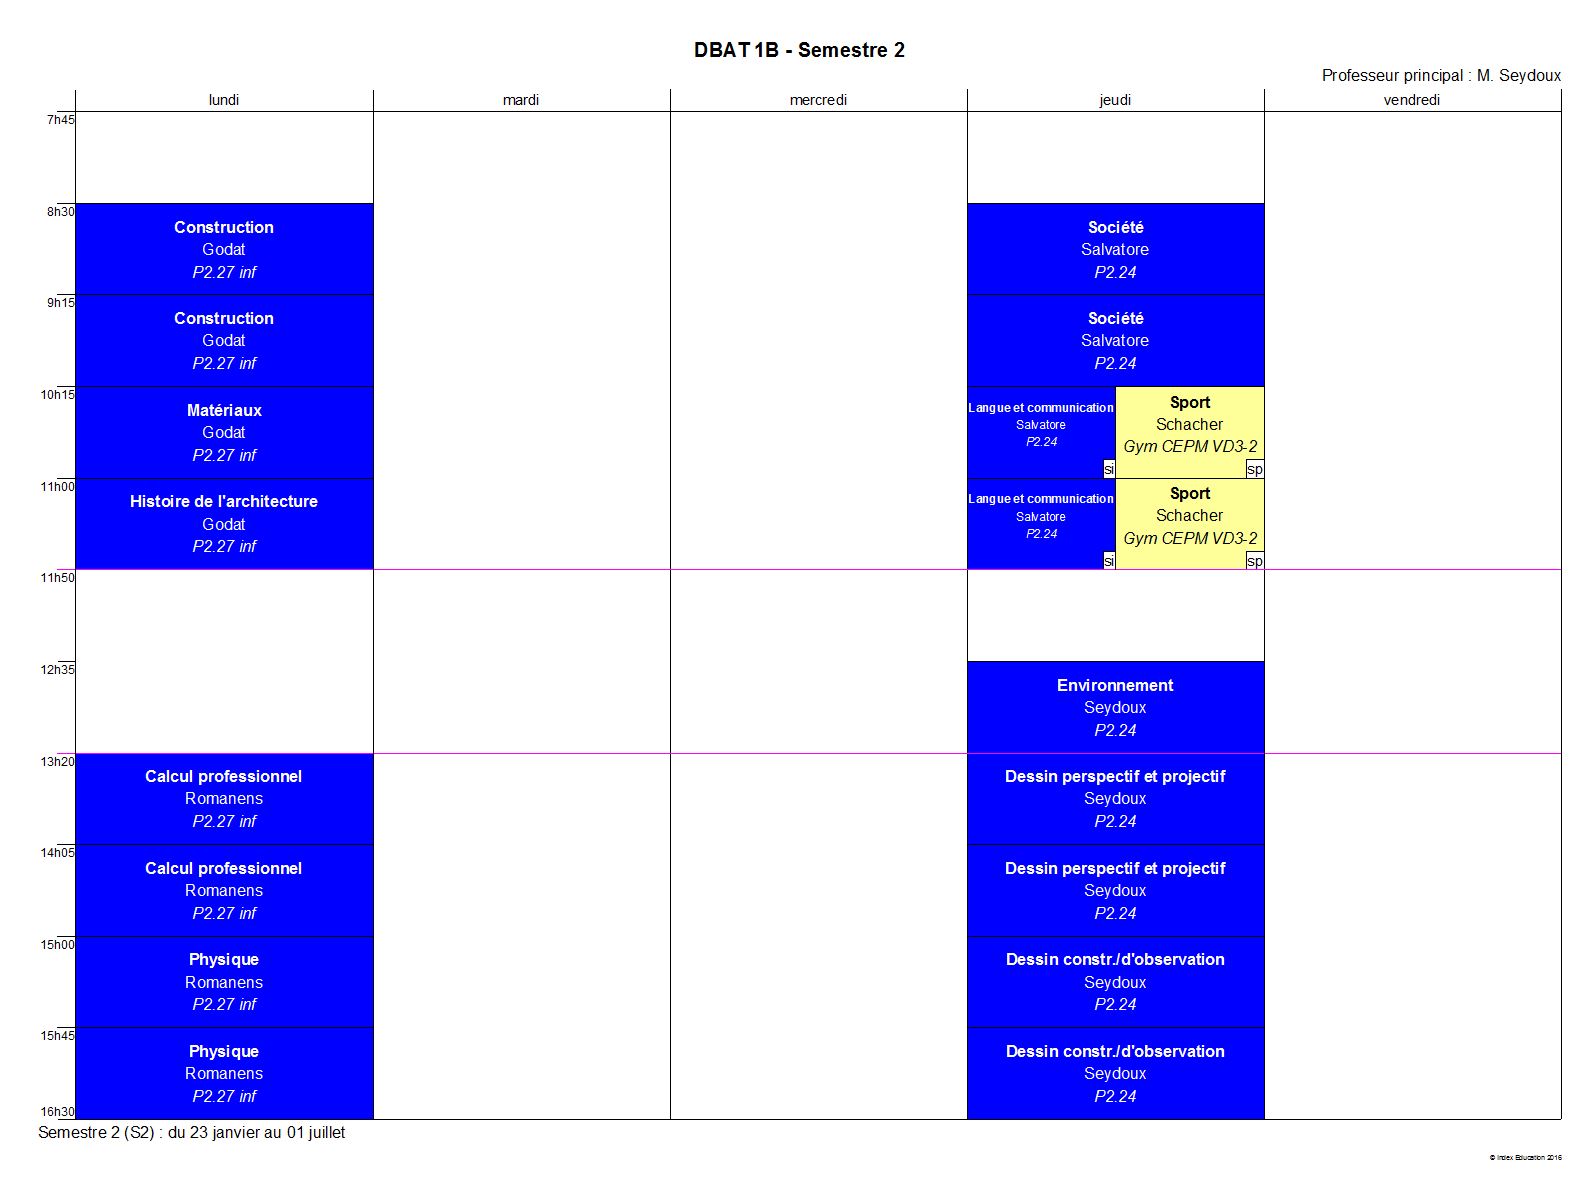 DBAT 1B - Semestre 2
Professeur principal : M. Seydoux
lundi mardi mercredi jeudi vendredi
7h45
8h30
Construction
Godat
P2.27 inf
Société
Salvatore
P2.24
9h15
Construction
Godat
P2.27 inf
Société
Salvatore
P2.24
10h15
Matériaux
Godat
P2.27 inf
Langue et communication
Salvatore
P2.24
si
Sport
Schacher
Gym CEPM VD3-2
sp
11h00
Histoire de l'architecture
Godat
P2.27 inf
Langue et communication
Salvatore
P2.24
si
Sport
Schacher
Gym CEPM VD3-2
sp
11h50
12h35
Environnement
Seydoux
P2.24
13h20
Calcul professionnel
Romanens
P2.27 inf
Dessin perspectif et projectif
Seydoux
P2.24
14h05
Calcul professionnel
Romanens
P2.27 inf
Dessin perspectif et projectif
Seydoux
P2.24
15h00
Physique
Romanens
P2.27 inf
Dessin constr./d'observation
Seydoux
P2.24
15h45
Physique
Romanens
P2.27 inf
Dessin constr./d'observation
Seydoux
P2.24
16h30
Semestre 2 (S2) : du 23 janvier au 01 juillet
© Index Education 2016